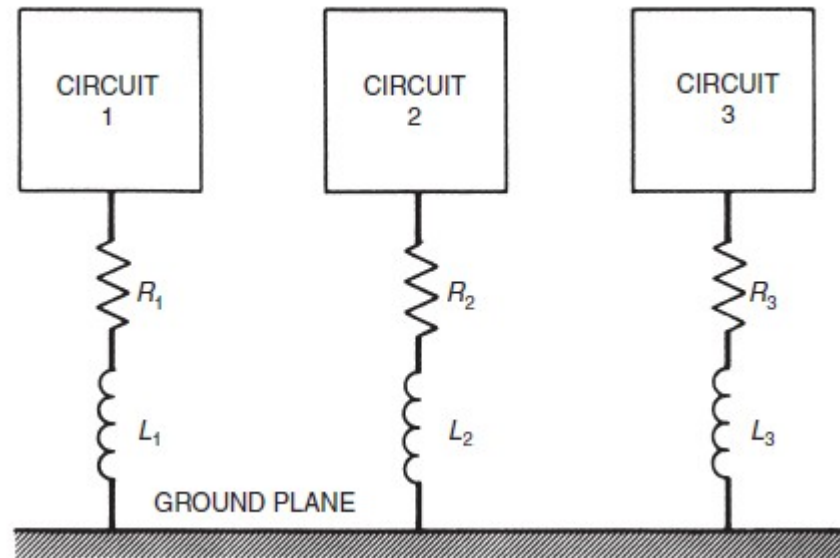 CIRCUIT
1
CIRCUIT
2
CIRCUIT
3
R₁
R₂
R₃
L₁
L₂
L₃
GROUND PLANE